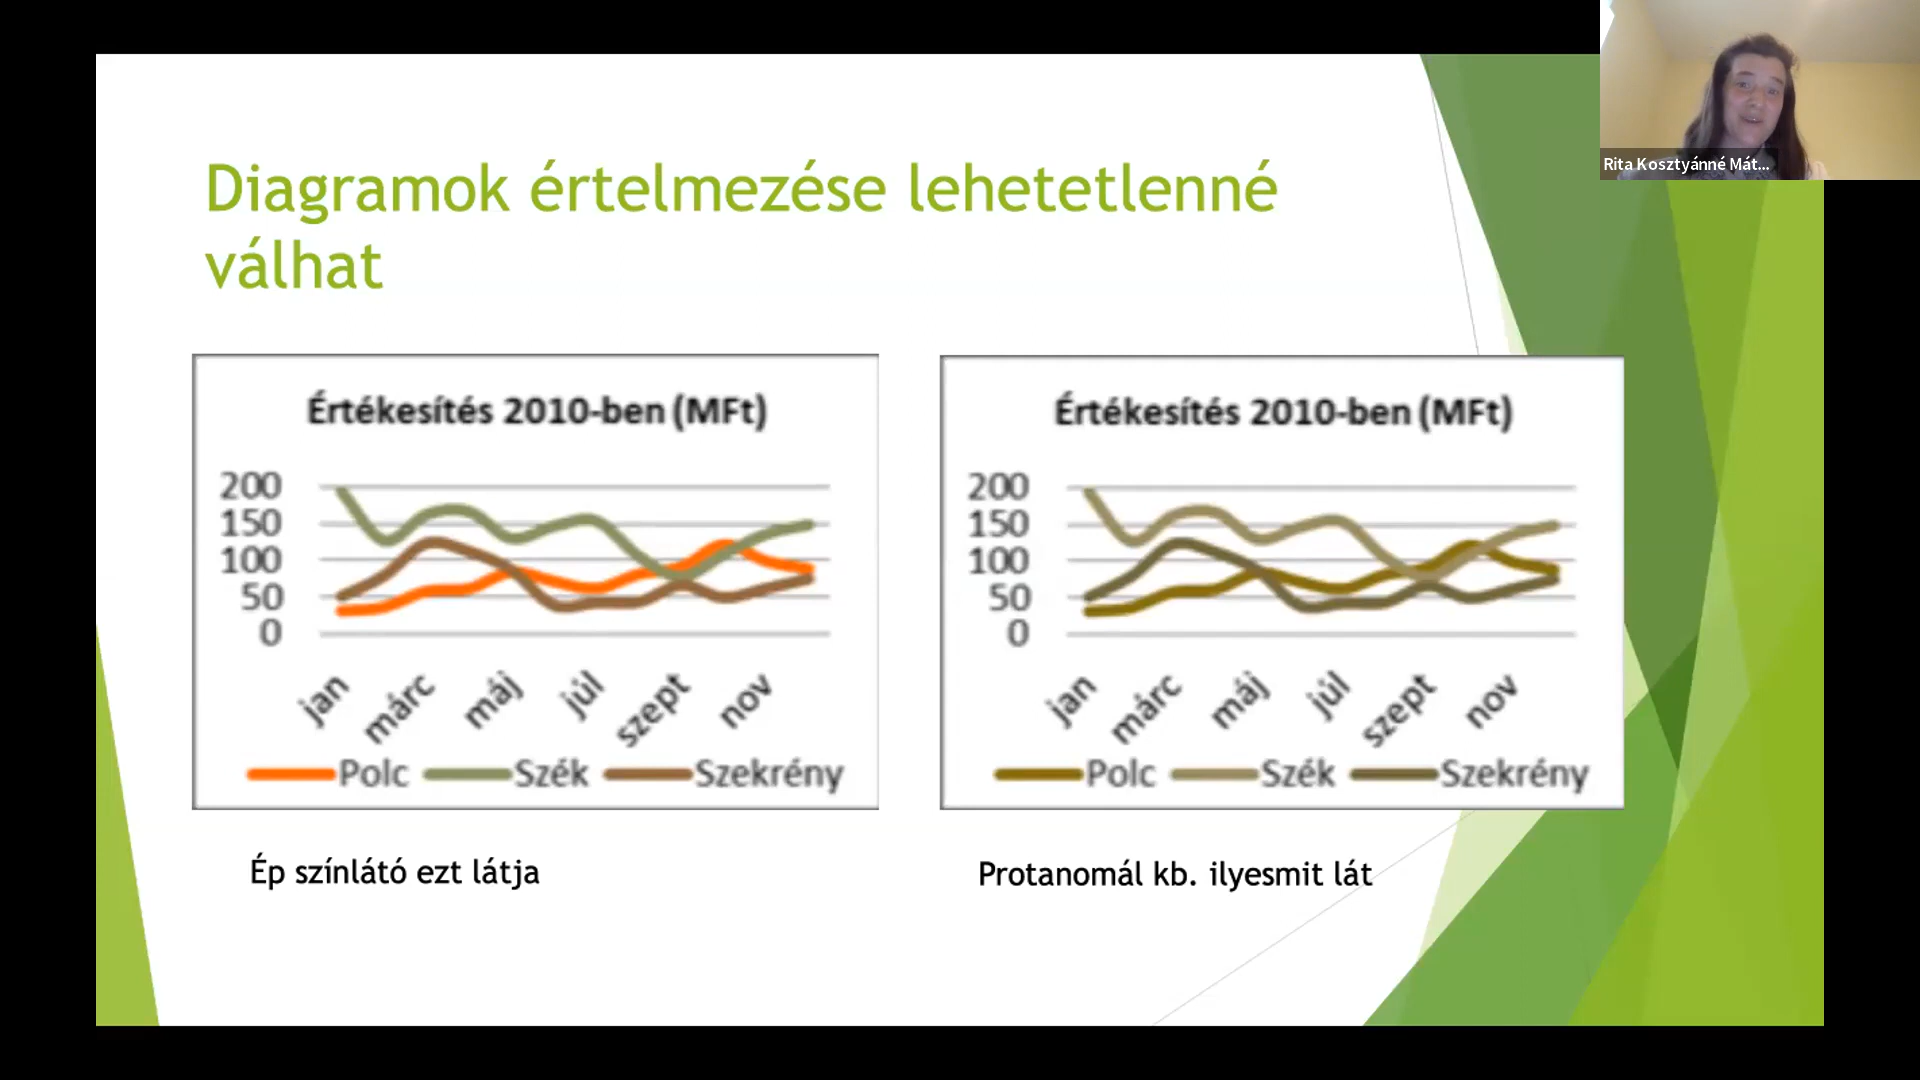 Rita Kosztyánné Mát...
Diagramok értelmezése lehetetlenné
válhat
Értékesítés 2010-ben (MFt)
200
150
100
50
0
jan márc máj júl szept nov
Polc Szék Szekrény
Értékesítés 2010-ben (MFt)
200
150
100
50
0
jan márc máj júl szept nov
Polc Szék Szekrény
Ép színlátó ezt látja
Protanomál kb. ilyesmit lát